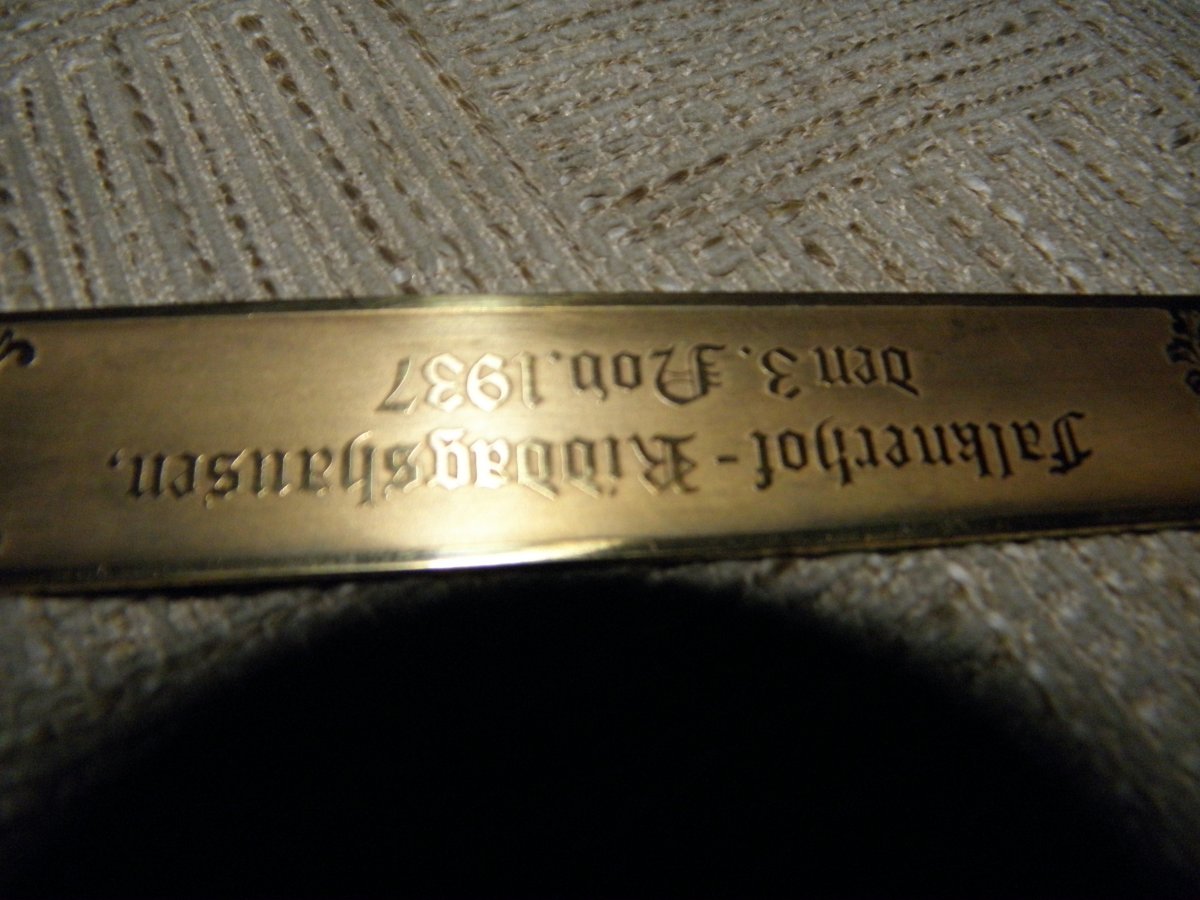 Falknerhof - Riddagshausen,
den 3. Nov. 1937